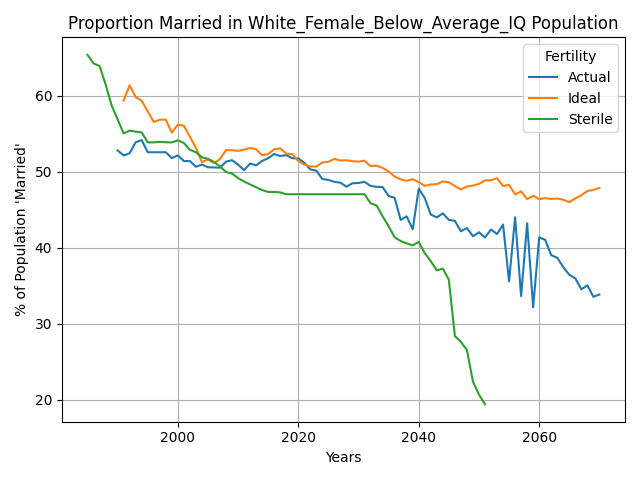 Proportion Married in White_Female_Below_Average_IQ Population
Fertility
Actual
Ideal
Sterile
% of Population 'Married'
60
50
40
30
20
2000
2020
2040
2060
Years